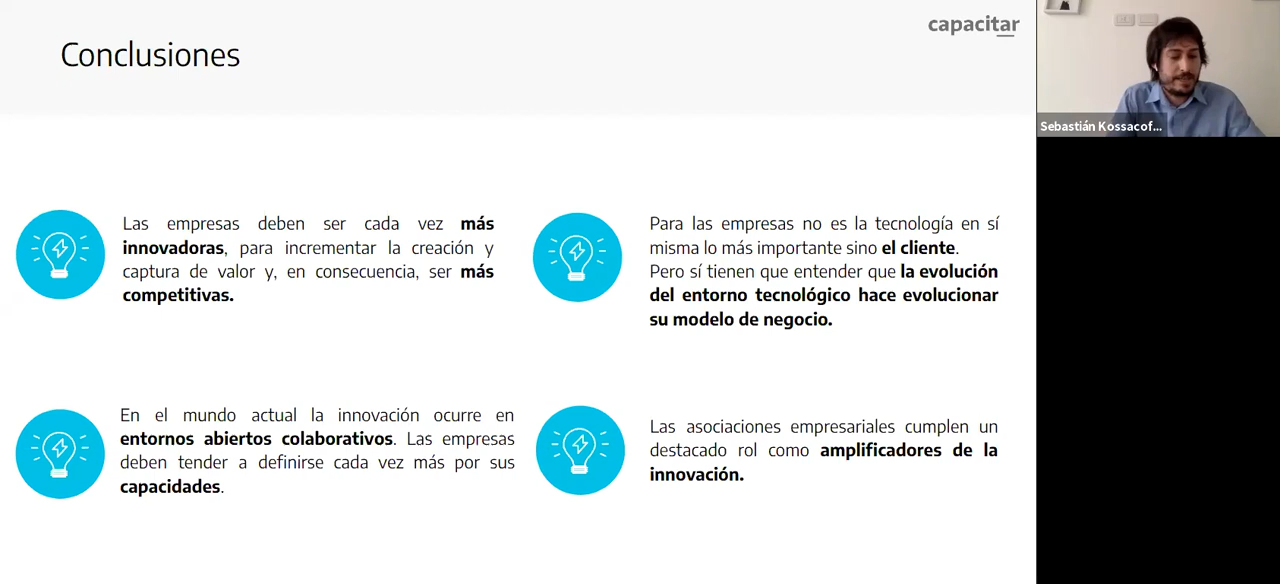 capacitar
Conclusiones
Sebastián Kossacof...
Las empresas deben ser cada vez más
innovadoras, para incrementar la creación y
captura de valor y, en consecuencia, ser más
competitivas.
Para las empresas no es la tecnología en sí
misma lo más importante sino el cliente.
Pero sí tienen que entender que la evolución
del entorno tecnológico hace evolucionar
su modelo de negocio.
En el mundo actual la innovación ocurre en
entornos abiertos colaborativos. Las empresas
deben tender a definirse cada vez más por sus
capacidades.
Las asociaciones empresariales cumplen un
destacado rol como amplificadores de la
innovación.